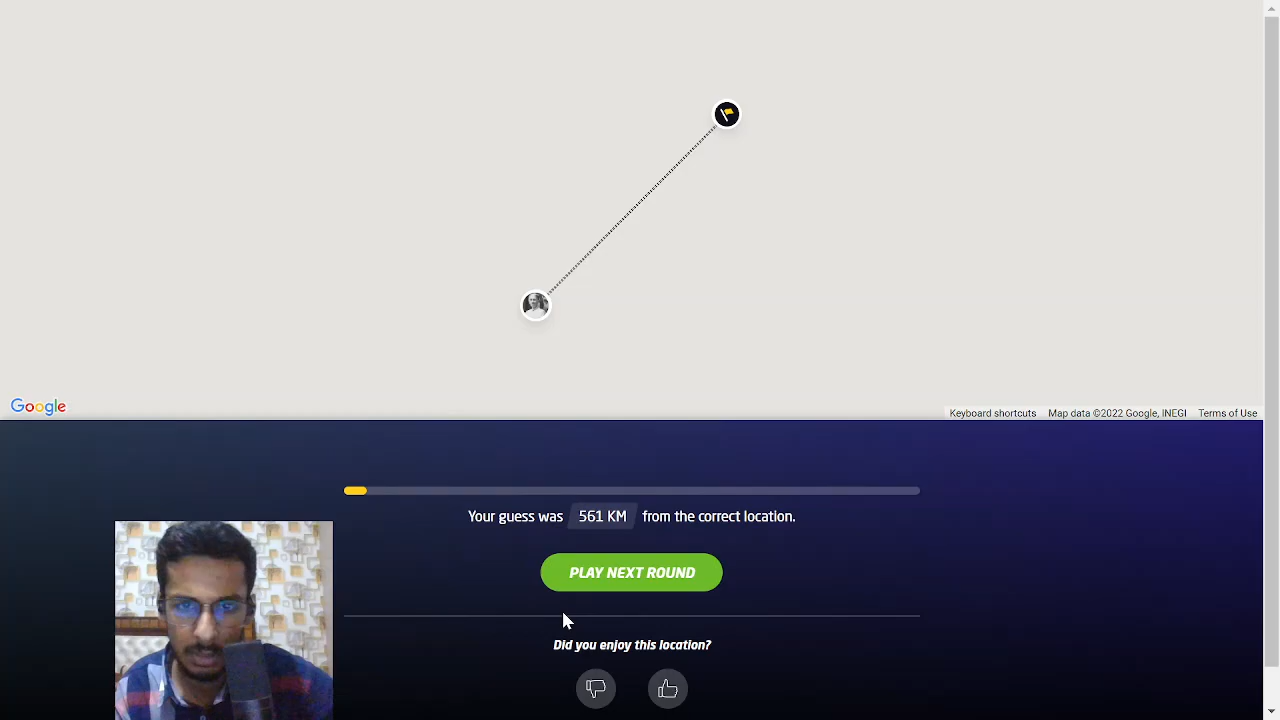 Google
Keyboard shortcuts Map data ©2022 Google, INEGI Terms of Use
Your guess was 561 KM from the correct location.
PLAY NEXT ROUND
Did you enjoy this location?